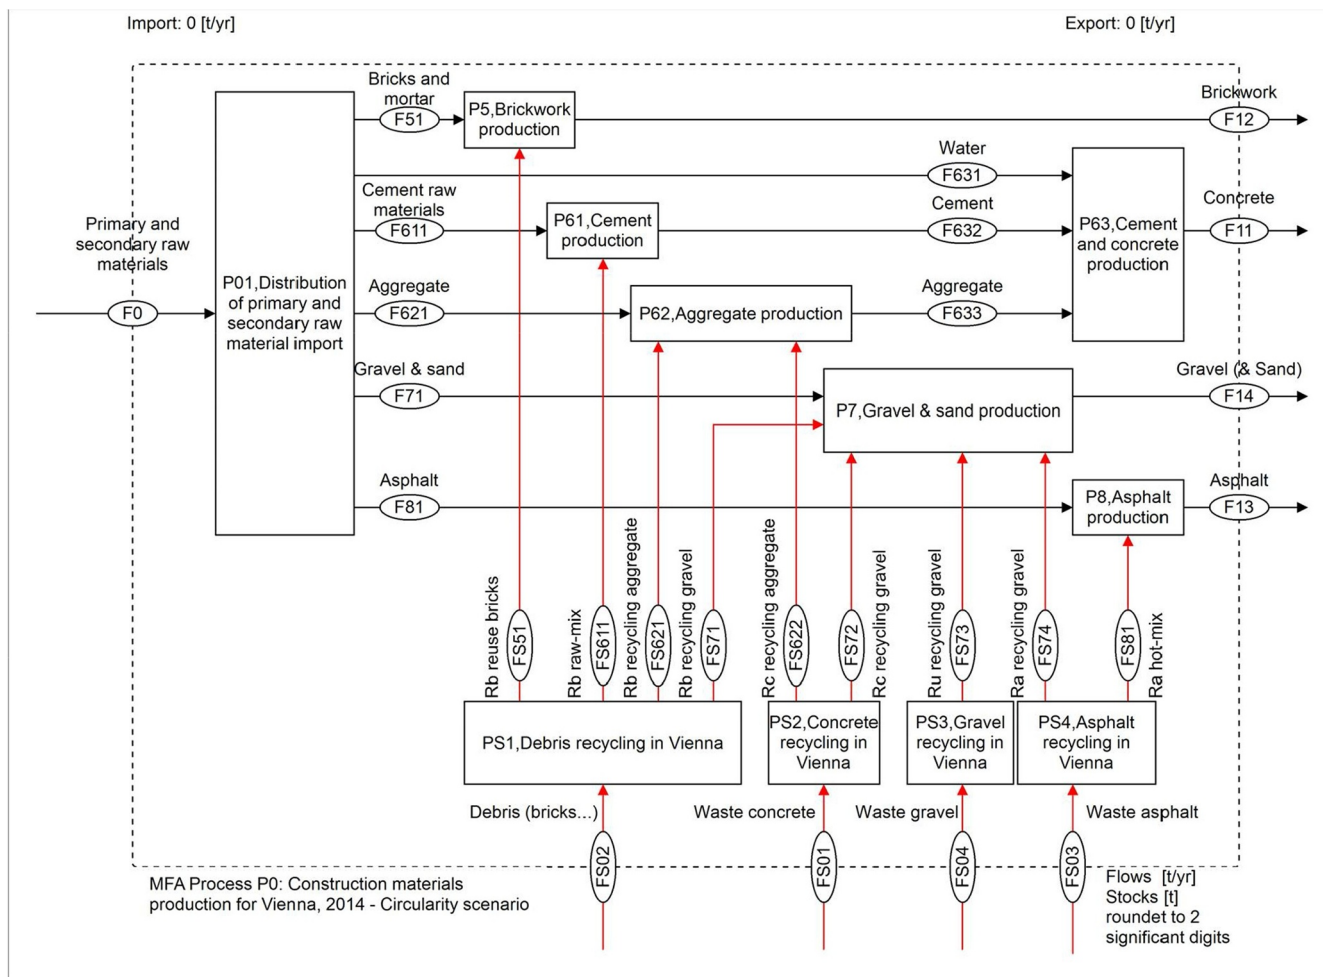 Import: 0 [t/yr]
Export: 0 [t/yr]
Bricks and
mortar
F51
P5,Brickwork
production
Brickwork
F12
Water
F631
Cement raw
materials
F611
P61,Cement
production
Cement
F632
P63,Cement
and concrete
production
Concrete
F11
Primary and
secondary raw
materials
F0
P01,Distribution
of primary and
secondary raw
material import
Aggregate
F621
P62,Aggregate production
Aggregate
F633
Gravel & sand
F71
P7,Gravel & sand production
Gravel (& Sand)
F14
Asphalt
F81
P8,Asphalt
production
Asphalt
F13
Rb reuse bricks
FS51
Rb raw-mix
FS611
Rb recycling aggregate
FS621
Rb recycling gravel
FS71
Rc recycling aggregate
FS622
FS72
Rc recycling gravel
Ru recycling gravel
FS73
Ra recycling gravel
FS74
FS81
Ra hot-mix
PS1,Debris recycling in Vienna
PS2,Concrete
recycling in
Vienna
PS3,Gravel
recycling in
Vienna
PS4,Asphalt
recycling in
Vienna
Debris (bricks...)
FS02
Waste concrete
FS01
Waste gravel
FS04
Waste asphalt
FS03
MFA Process P0: Construction materials
production for Vienna, 2014 - Circularity scenario
Flows [t/yr]
Stocks [t]
roundet to 2
significant digits